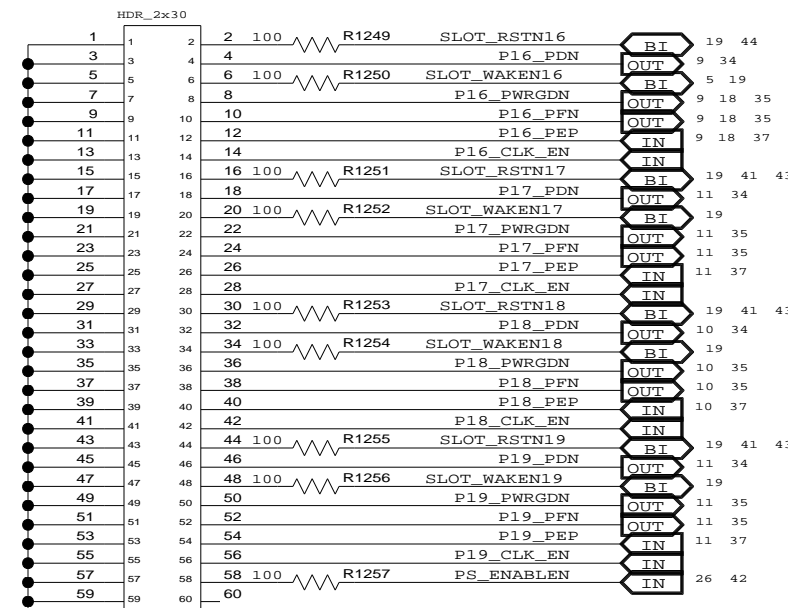 HDR_2x30
1 1 2 2 100 R1249 SLOT_RSTN16 BI 19 44
3 3 4 4 P16_PDN OUT 9 34
5 5 6 6 100 R1250 SLOT_WAKEN16 BI 5 19
7 7 8 8 P16_PWRGDN OUT 9 18 35
9 9 10 10 P16_PFN OUT 9 18 35
11 11 12 12 P16_PEP IN 9 18 37
13 13 14 14 P16_CLK_EN IN
15 15 16 16 100 R1251 SLOT_RSTN17 BI 19 41 43
17 17 18 18 P17_PDN OUT 11 34
19 19 20 20 100 R1252 SLOT_WAKEN17 BI 19
21 21 22 22 P17_PWRGDN OUT 11 35
23 23 24 24 P17_PFN OUT 11 35
25 25 26 26 P17_PEP IN 11 37
27 27 28 28 P17_CLK_EN IN
29 29 30 30 100 R1253 SLOT_RSTN18 BI 19 41 43
31 31 32 32 P18_PDN OUT 10 34
33 33 34 34 100 R1254 SLOT_WAKEN18 BI 19
35 35 36 36 P18_PWRGDN OUT 10 35
37 37 38 38 P18_PFN OUT 10 35
39 39 40 40 P18_PEP IN 10 37
41 41 42 42 P18_CLK_EN IN
43 43 44 44 100 R1255 SLOT_RSTN19 BI 19 41 43
45 45 46 46 P19_PDN OUT 11 34
47 47 48 48 100 R1256 SLOT_WAKEN19 BI 19
49 49 50 50 P19_PWRGDN OUT 11 35
51 51 52 52 P19_PFN OUT 11 35
53 53 54 54 P19_PEP IN 11 37
55 55 56 56 P19_CLK_EN IN
57 57 58 58 100 R1257 PS_ENABLEN IN 26 42
59 59 60 60